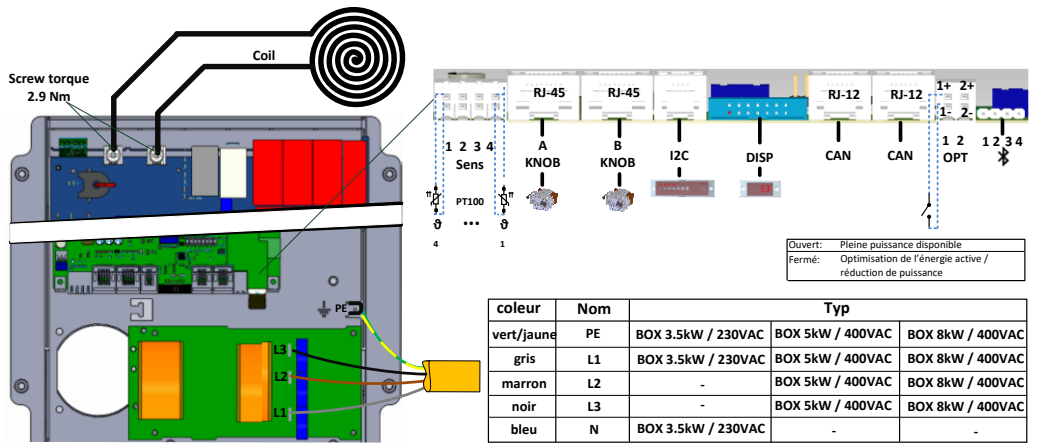 Coil
Screw torque
2.9 Nm
RJ-45
RJ-45
RJ-12
RJ-12
1+ 2+
1- 2-
1 2 3 4
Sens
A
KNOB
B
KNOB
I2C
DISP
CAN
CAN
1 2
OPT
1 2 3 4
PT100
...
ϑ
ϑ
4
1
53
Ouvert: Pleine puissance disponible
Fermé: Optimisation de l'énergie active /
réduction de puissance
PE
L3
L2
L1
coleur Nom Typ
vert/jaune PE BOX 3.5kW / 230VAC BOX 5kW / 400VAC BOX 8kW / 400VAC
gris L1 BOX 3.5kW / 230VAC BOX 5kW / 400VAC BOX 8kW / 400VAC
marron L2 - BOX 5kW / 400VAC BOX 8kW / 400VAC
noir L3 - BOX 5kW / 400VAC BOX 8kW / 400VAC
bleu N BOX 3.5kW / 230VAC - -